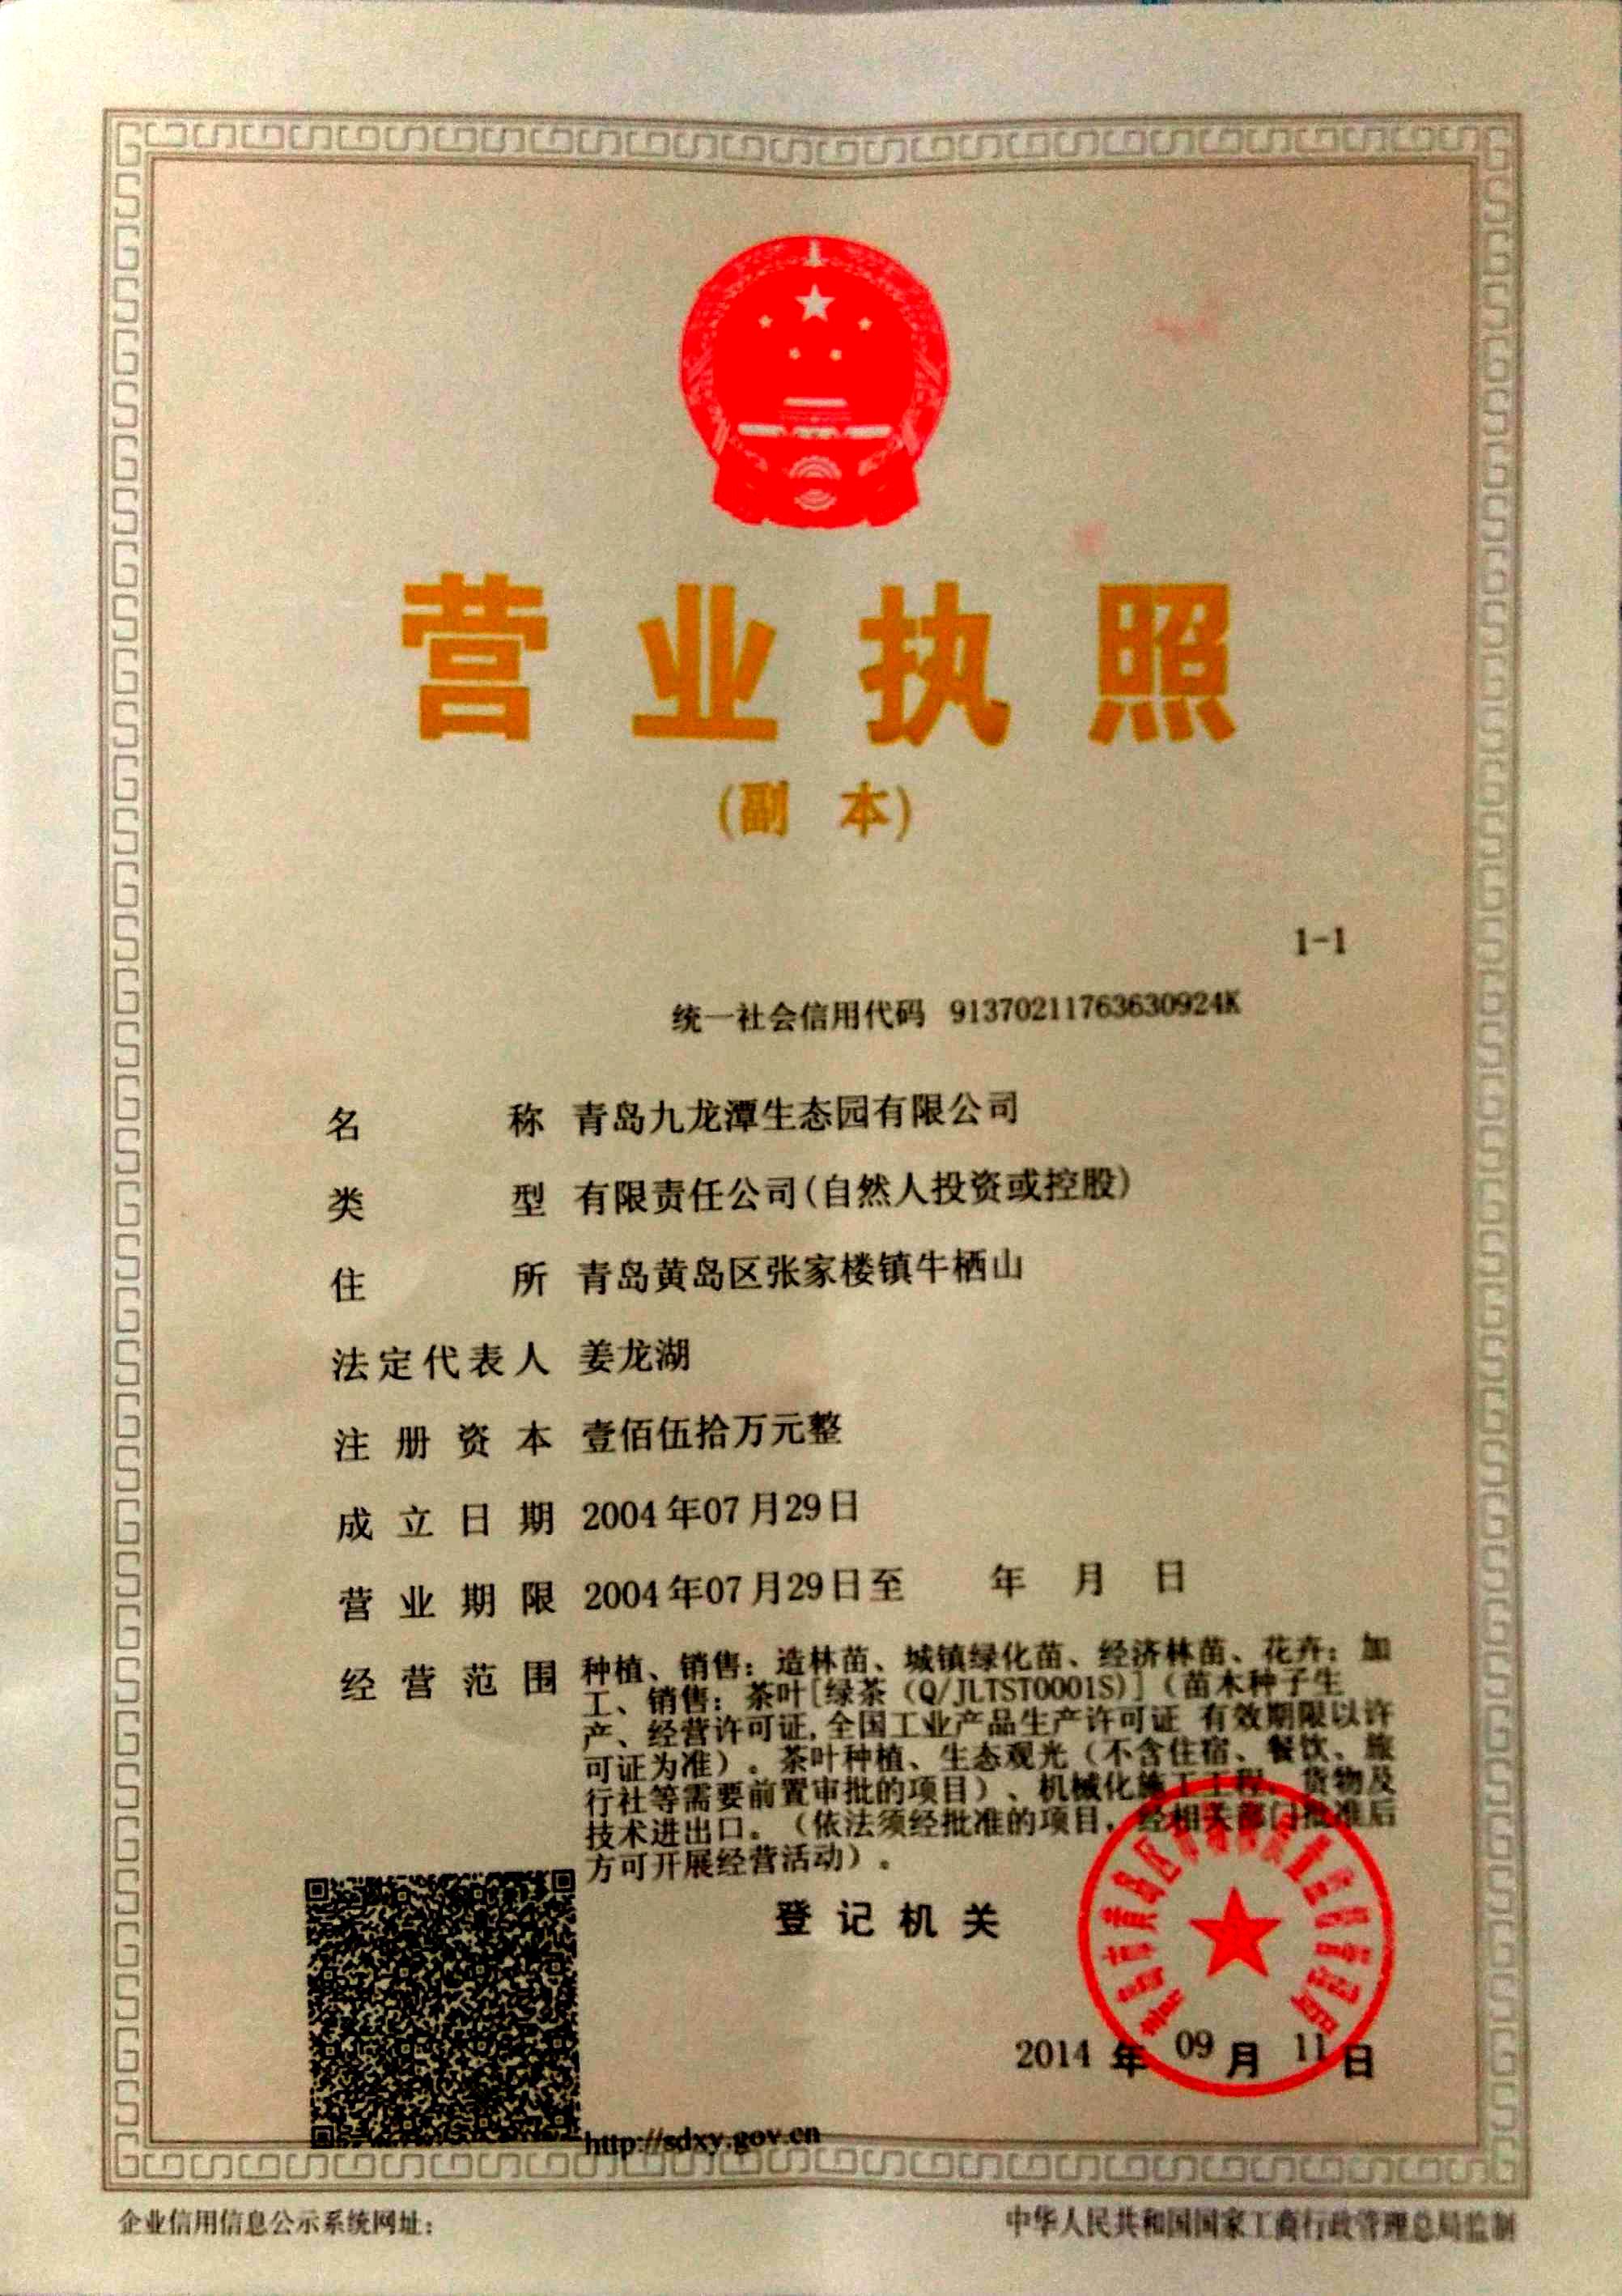 营业执照
(副 本)
1-1
统一社会信用代码 91370211763630924K
名称 青岛九龙潭生态园有限公司
类型 有限责任公司(自然人投资或控股)
住所 青岛黄岛区张家楼镇牛栖山
法定代表人 姜龙湖
注册资本 壹佰伍拾万元整
成立日期 2004年07月29日
营业期限 2004年07月29日至 年 月 日
经营范围 种植、销售：造林苗、城镇绿化苗、经济林苗、花卉；加
工、销售：茶叶[绿茶（Q/JLTST0001S)]（苗木种子生
产、经营许可证,全国工业产品生产许可证 有效期限以许
可证为准）。茶叶种植、生态观光（不含住宿、餐饮、旅
行社等需要前置审批的项目）、机械化施工工程、货物及
技术进出口。（依法须经批准的项目，经相关部门批准后
方可开展经营活动）。
登记机关
2014 年 09 月 11 日
http://sdxy.gov.cn
企业信用信息公示系统网址：
中华人民共和国国家工商行政管理总局监制